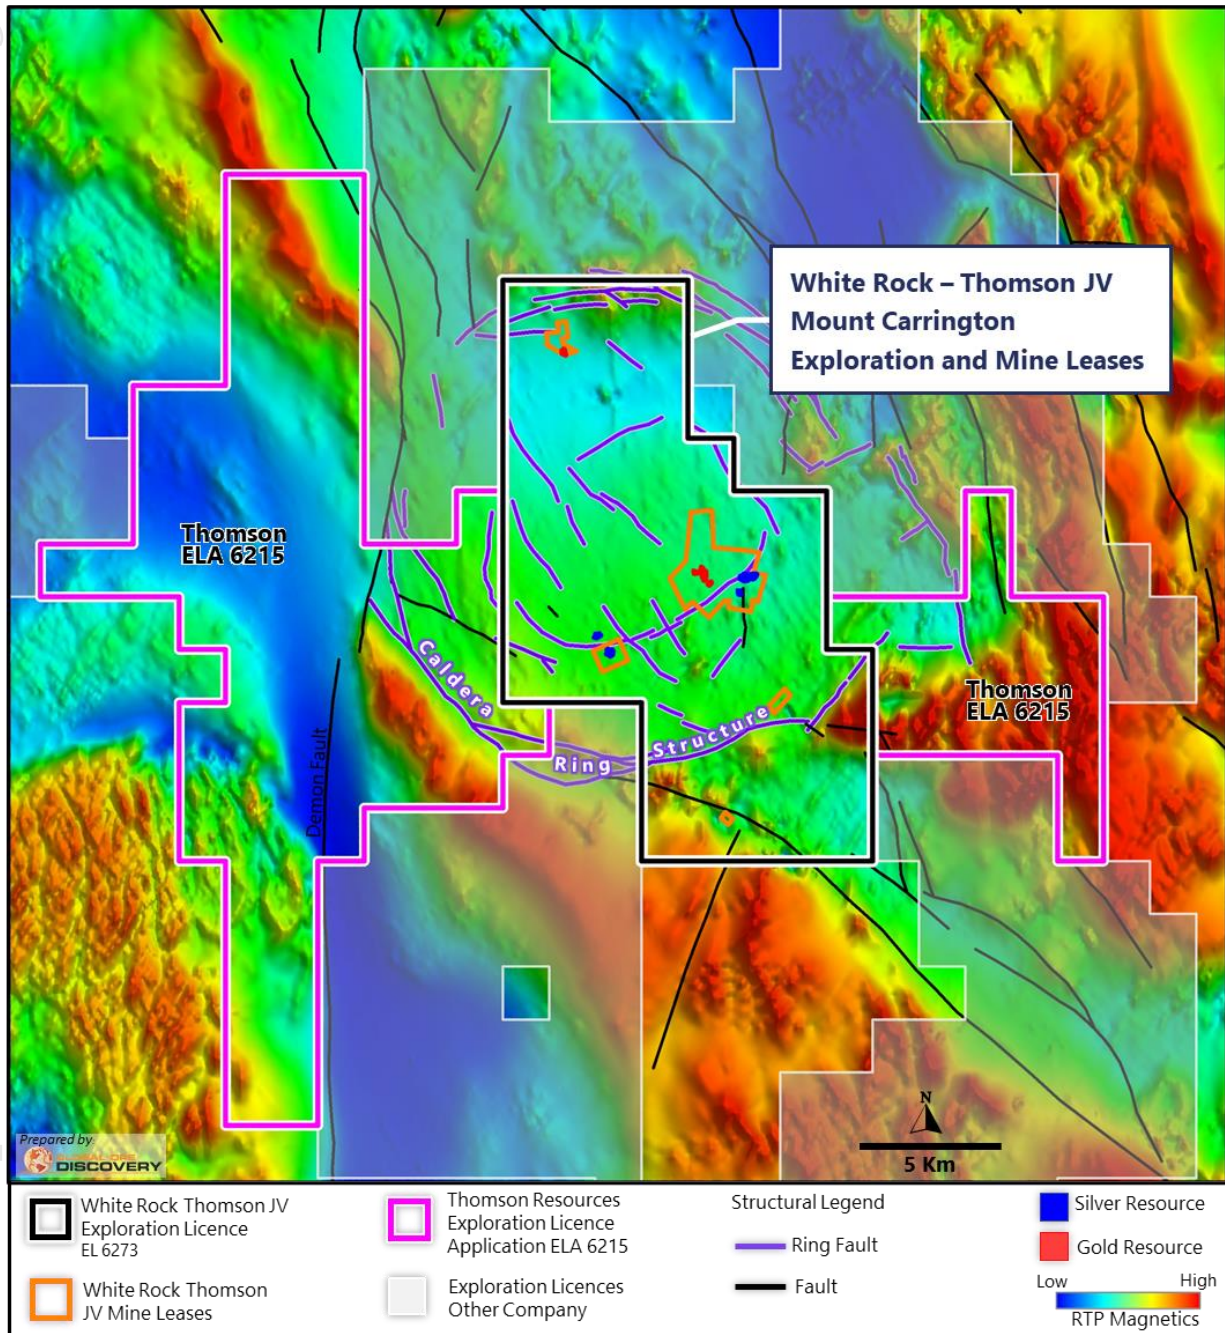 White Rock – Thomson JV
Mount Carrington
Exploration and Mine Leases
Thomson
ELA 6215
Caldera
Ring
Structure
Thomson
ELA 6215
Demon Fault
N
5 Km
Prepared by:
GLOBAL ORE
DISCOVERY
White Rock Thomson JV
Exploration Licence
EL 6273
White Rock Thomson
JV Mine Leases
Thomson Resources
Exploration Licence
Application ELA 6215
Exploration Licences
Other Company
Structural Legend
Ring Fault
Fault
Silver Resource
Gold Resource
Low
High
RTP Magnetics